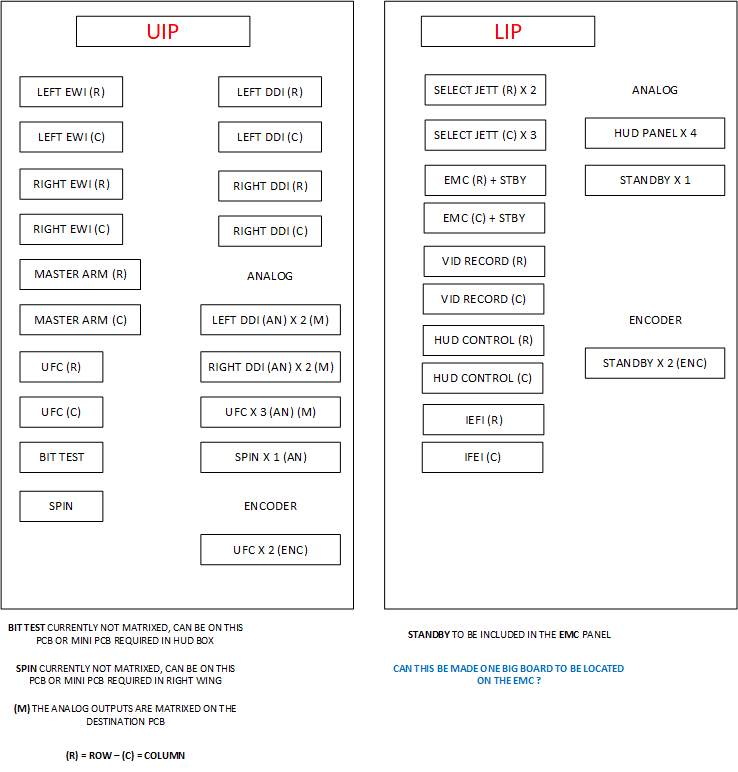 UIP
LEFT EWI (R)
LEFT EWI (C)
RIGHT EWI (R)
RIGHT EWI (C)
MASTER ARM (R)
MASTER ARM (C)
UFC (R)
UFC (C)
BIT TEST
SPIN
LEFT DDI (R)
LEFT DDI (C)
RIGHT DDI (R)
RIGHT DDI (C)
ANALOG
LEFT DDI (AN) X 2 (M)
RIGHT DDI (AN) X 2 (M)
UFC X 3 (AN) (M)
SPIN X 1 (AN)
ENCODER
UFC X 2 (ENC)
BIT TEST CURRENTLY NOT MATRIXED, CAN BE ON THIS
PCB OR MINI PCB REQUIRED IN HUD BOX
SPIN CURRENTLY NOT MATRIXED, CAN BE ON THIS
PCB OR MINI PCB REQUIRED IN RIGHT WING
(M) THE ANALOG OUTPUTS ARE MATRIXED ON THE
DESTINATION PCB
(R) = ROW – (C) = COLUMN
LIP
SELECT JETT (R) X 2
SELECT JETT (C) X 3
EMC (R) + STBY
EMC (C) + STBY
VID RECORD (R)
VID RECORD (C)
HUD CONTROL (R)
HUD CONTROL (C)
IEFI (R)
IFEI (C)
ANALOG
HUD PANEL X 4
STANDBY X 1
ENCODER
STANDBY X 2 (ENC)
STANDBY TO BE INCLUDED IN THE EMC PANEL
CAN THIS BE MADE ONE BIG BOARD TO BE LOCATED
ON THE EMC ?